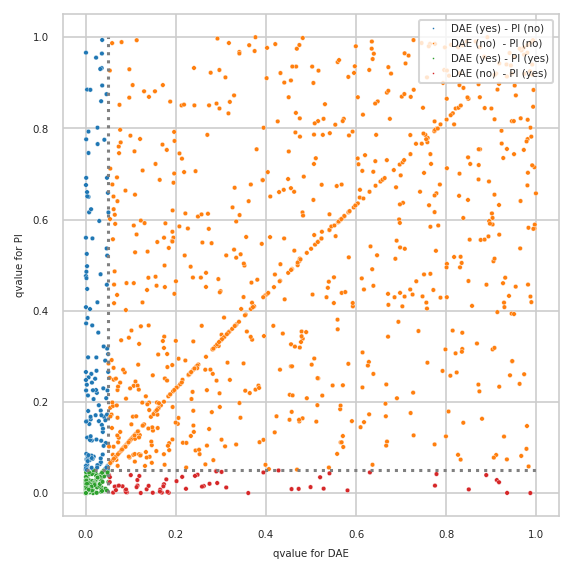 DAE (yes) - PI (no)
DAE (no)  - PI (no)
DAE (yes) - PI (yes)
DAE (no)  - PI (yes)
1.0
0.8
0.6
0.4
0.2
0.0
qvalue for PI
0.0 0.2 0.4 0.6 0.8 1.0
qvalue for DAE